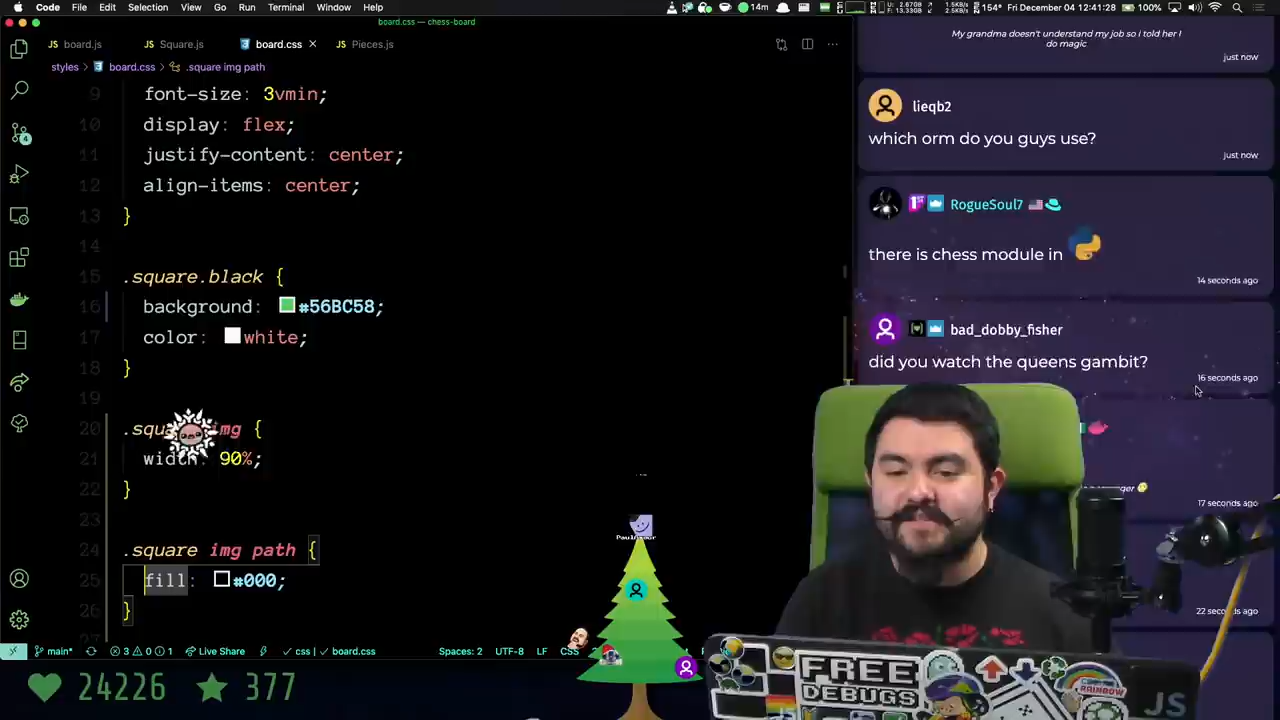 Code File Edit Selection View Go Run Terminal Window Help
14m
154° Fri December 04 12:41:28 100%
board.css — chess-board
board.js
Square.js
board.css
Pieces.js
styles > board.css > .square img path
9 font-size: 3vmin;
10 display: flex;
11 justify-content: center;
12 align-items: center;
13 }
14
15 .square.black {
16 background: #56BC58;
17 color: white;
18 }
19
20 img {
21 width: 90%;
22 }
23
24 .square img path {
25 fill: #000;
26 }
main* 3 0 1 Live Share css | board.css Spaces: 2 UTF-8 LF CSS
24226 377
My grandma doesn't understand my job so I told her I
do magic
just now
lieqb2
which orm do you guys use?
just now
RogueSoul7
there is chess module in
14 seconds ago
bad_dobby_fisher
did you watch the queens gambit?
16 seconds ago
17 seconds ago
22 seconds ago
FREE
DEBUGS
RAINBOW
JS